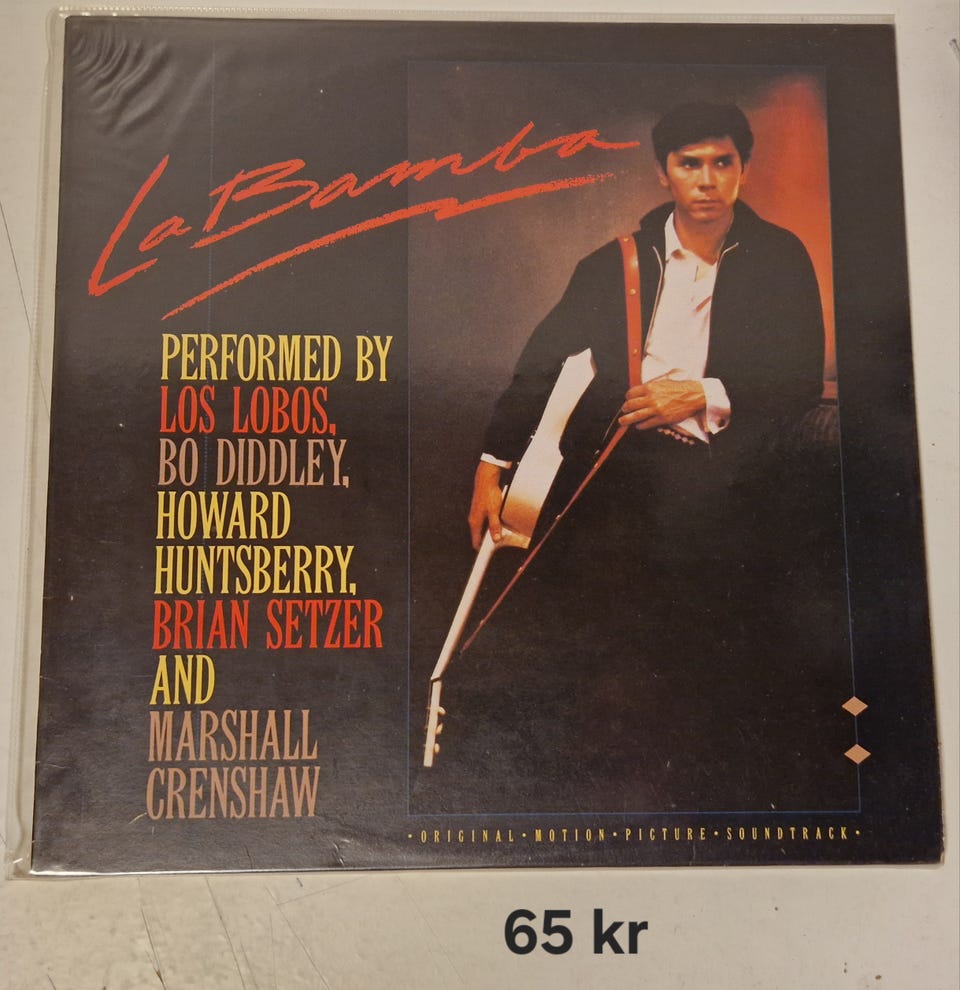 La Bamba
PERFORMED BY
LOS LOBOS,
BO DIDDLEY,
HOWARD
HUNTSBERRY,
BRIAN SETZER
AND
MARSHALL
CRENSHAW
·ORIGINAL·MOTION·PICTURE·SOUNDTRACK·
65 kr